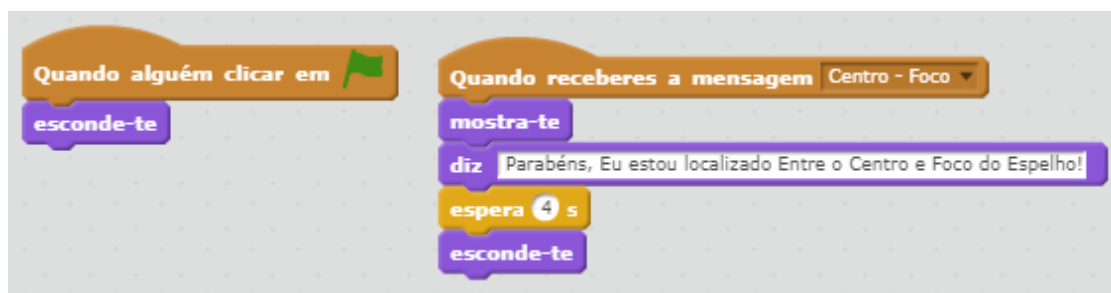 Quando alguém clicar em
esconde-te
Quando receberes a mensagem Centro - Foco
mostra-te
diz Parabéns, Eu estou localizado Entre o Centro e Foco do Espelho!
espera 4 s
esconde-te